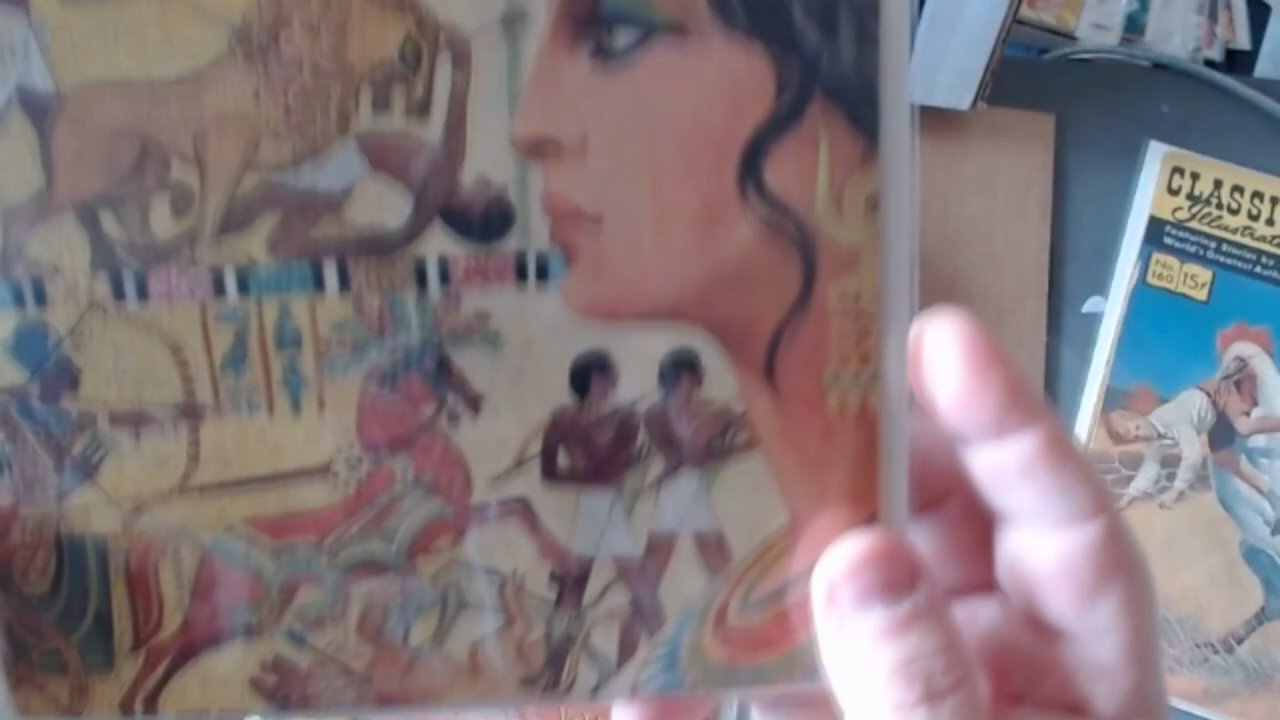 CLASSI
Illustrat
Featuring Stories by
World's Greatest Auth
No. 160 15¢